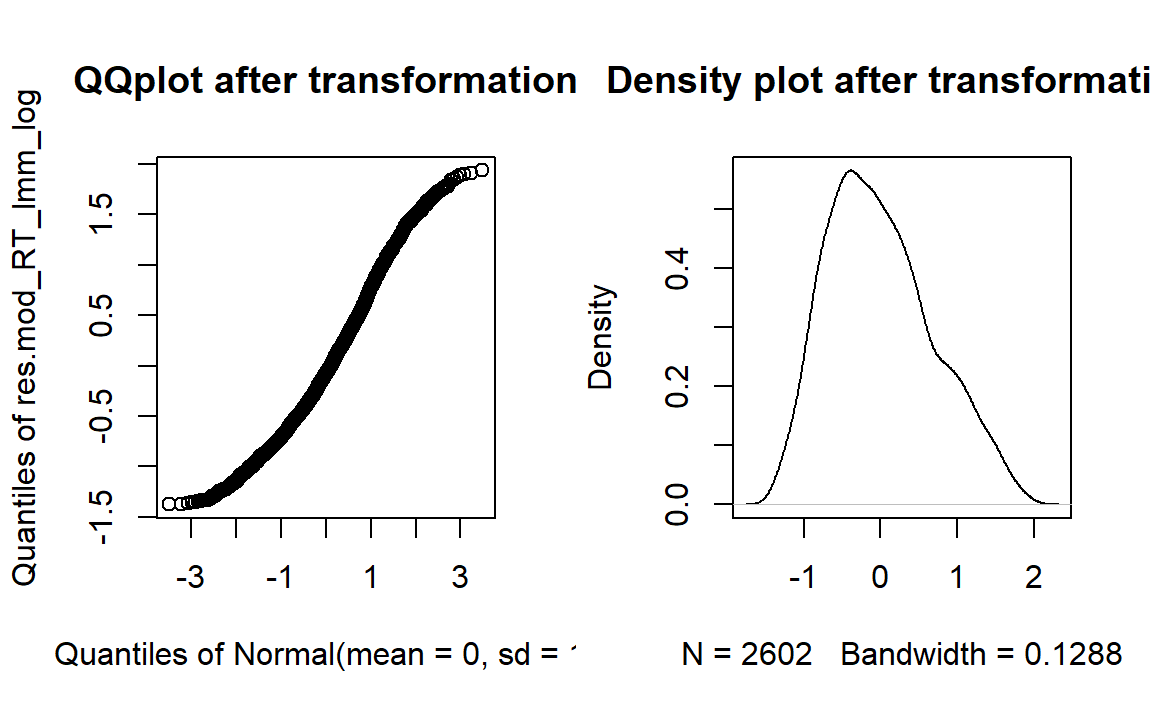 QQplot after transformation
Quantiles of res.mod_RT_lmm_log
1.5
0.5
-0.5
-1.5
-3 -1 1 3
Quantiles of Normal(mean = 0, sd =
Density plot after transformati
Density
0.4
0.2
0.0
-1 0 1 2
N = 2602 Bandwidth = 0.1288